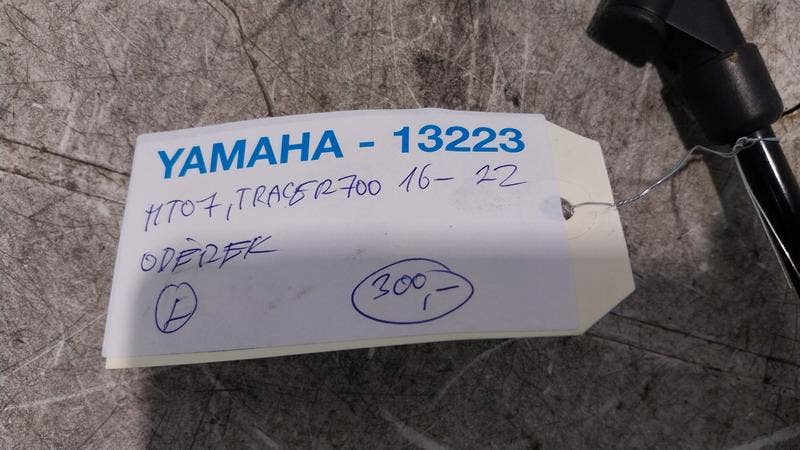 YAMAHA - 13223
MT07, TRACER700 16 - 22
ODĚREK
L 300,-